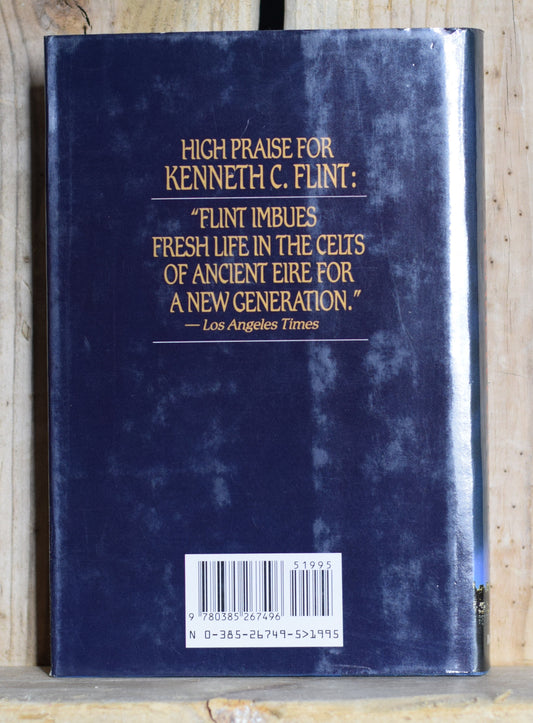 HIGH PRAISE FOR
KENNETH C. FLINT:
“FLINT IMBUES
FRESH LIFE IN THE CELTS
OF ANCIENT EIRE FOR
A NEW GENERATION.”
— Los Angeles Times
51995
9 780385 267496
N 0-385-26749-5>1995